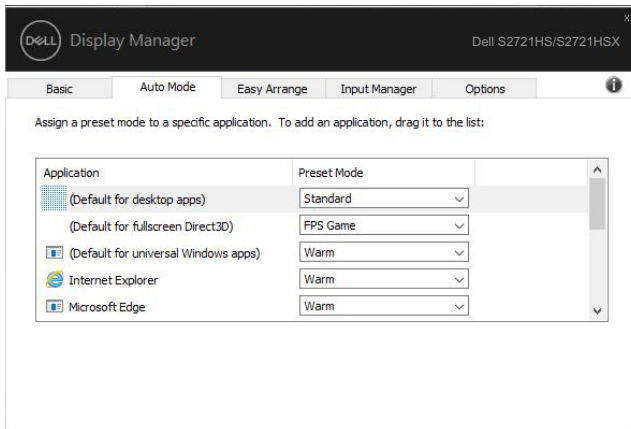 DELL Display Manager
x
Dell S2721HS/S2721HSX
Basic Auto Mode Easy Arrange Input Manager Options
Assign a preset mode to a specific application. To add an application, drag it to the list:
Application Preset Mode
(Default for desktop apps) Standard
(Default for fullscreen Direct3D) FPS Game
(Default for universal Windows apps) Warm
Internet Explorer Warm
Microsoft Edge Warm